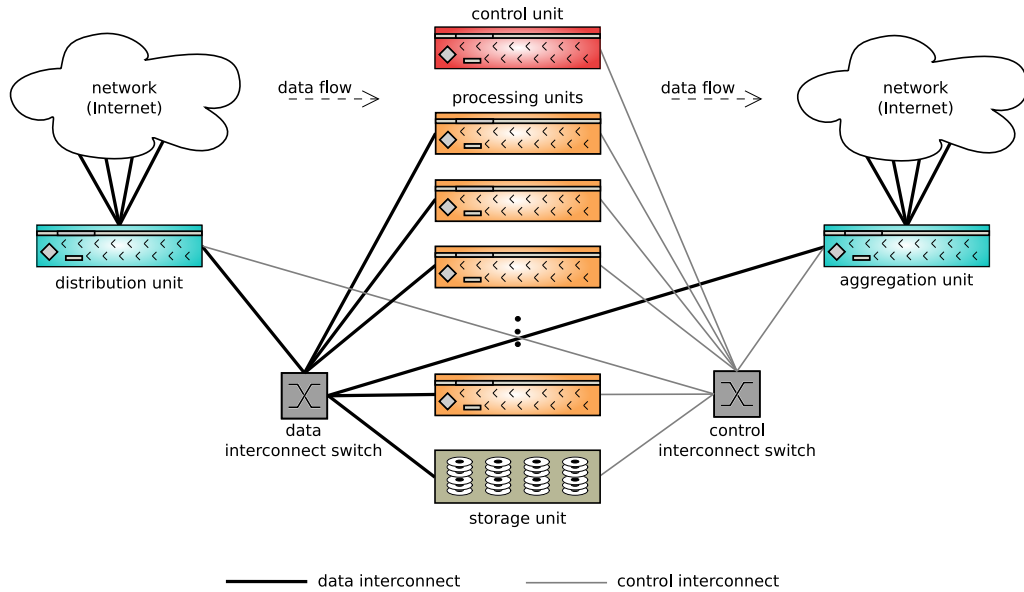 control unit
network
(Internet)
data flow
processing units
data flow
network
(Internet)
distribution unit
aggregation unit
data
interconnect switch
control
interconnect switch
storage unit
data interconnect
control interconnect